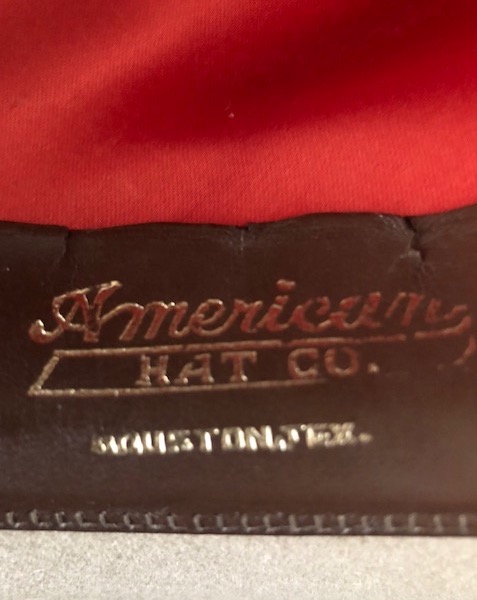 American
HAT CO.
HOUSTON, TEX.